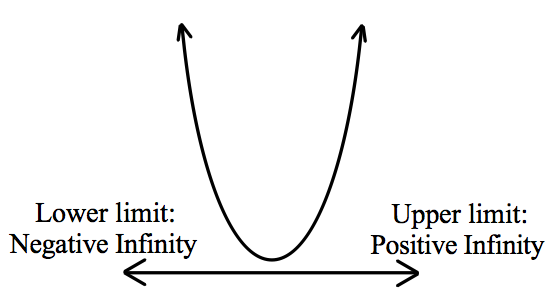 Lower limit:
Negative Infinity
Upper limit:
Positive Infinity